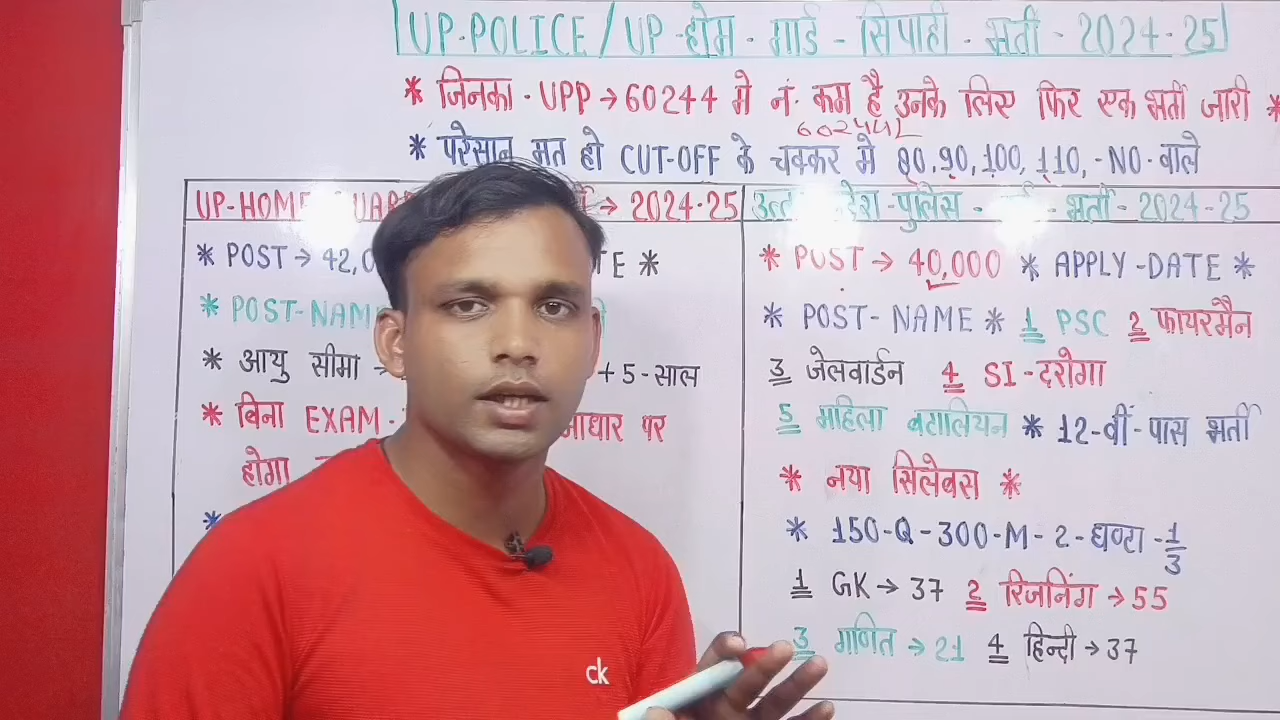 UP-POLICE / UP-होम-गार्ड-सिपाही-भर्ती-2024-25
* जिनका-UPP→60244 मे नं. कम है उनके लिए फिर एक भर्ती जारी *
60244
* परेसान मत हो CUT-OFF के चक्कर मे 80,90,100,110,-NO-वाले
UP-HOME → 2024-25
* POST → 42,0
* POST-NAM
* आयु सीमा + 5-साल
* बिना EXAM- आधार पर
होगा
*
पुलिस - भर्ती - 2024-25
* POST → 40,000 * APPLY-DATE *
* POST-NAME * 1 PSC 2 फायरमैन
3 जेलवार्डन 4 SI-दरोगा
5 महिला बटालियन * 12-वीं-पास भर्ती
* नया सिलेबस *
* 150-Q-300-M-2-घण्टा-1/3
1 GK→37 2 रिजनिंग→55
3 गणित→21 4 हिन्दी→37
ck